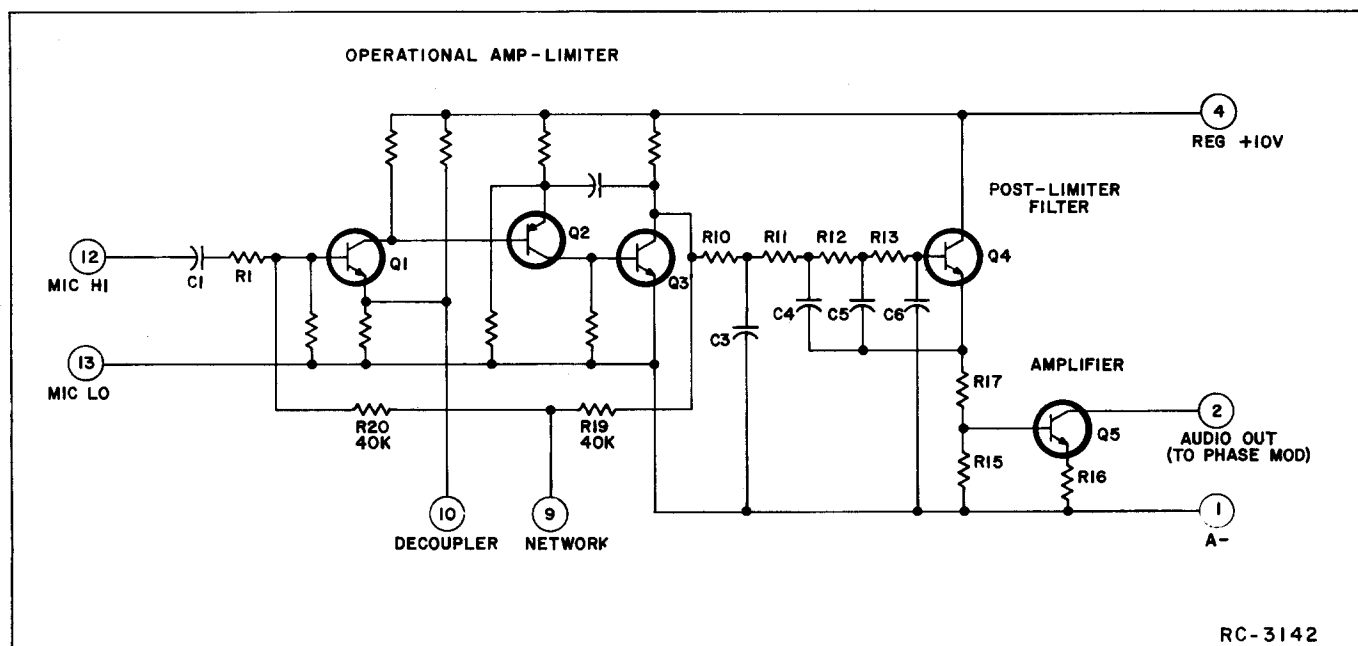 OPERATIONAL AMP-LIMITER
4
REG +10V
POST-LIMITER
FILTER
12
MIC HI
C1
R1
Q1
Q2
Q3
R10
R11
R12
R13
Q4
C3
C4
C5
C6
13
MIC LO
R17
AMPLIFIER
R20
40K
R19
40K
Q5
2
AUDIO OUT
(TO PHASE MOD)
R15
R16
10
DECOUPLER
9
NETWORK
1
A-
RC-3142